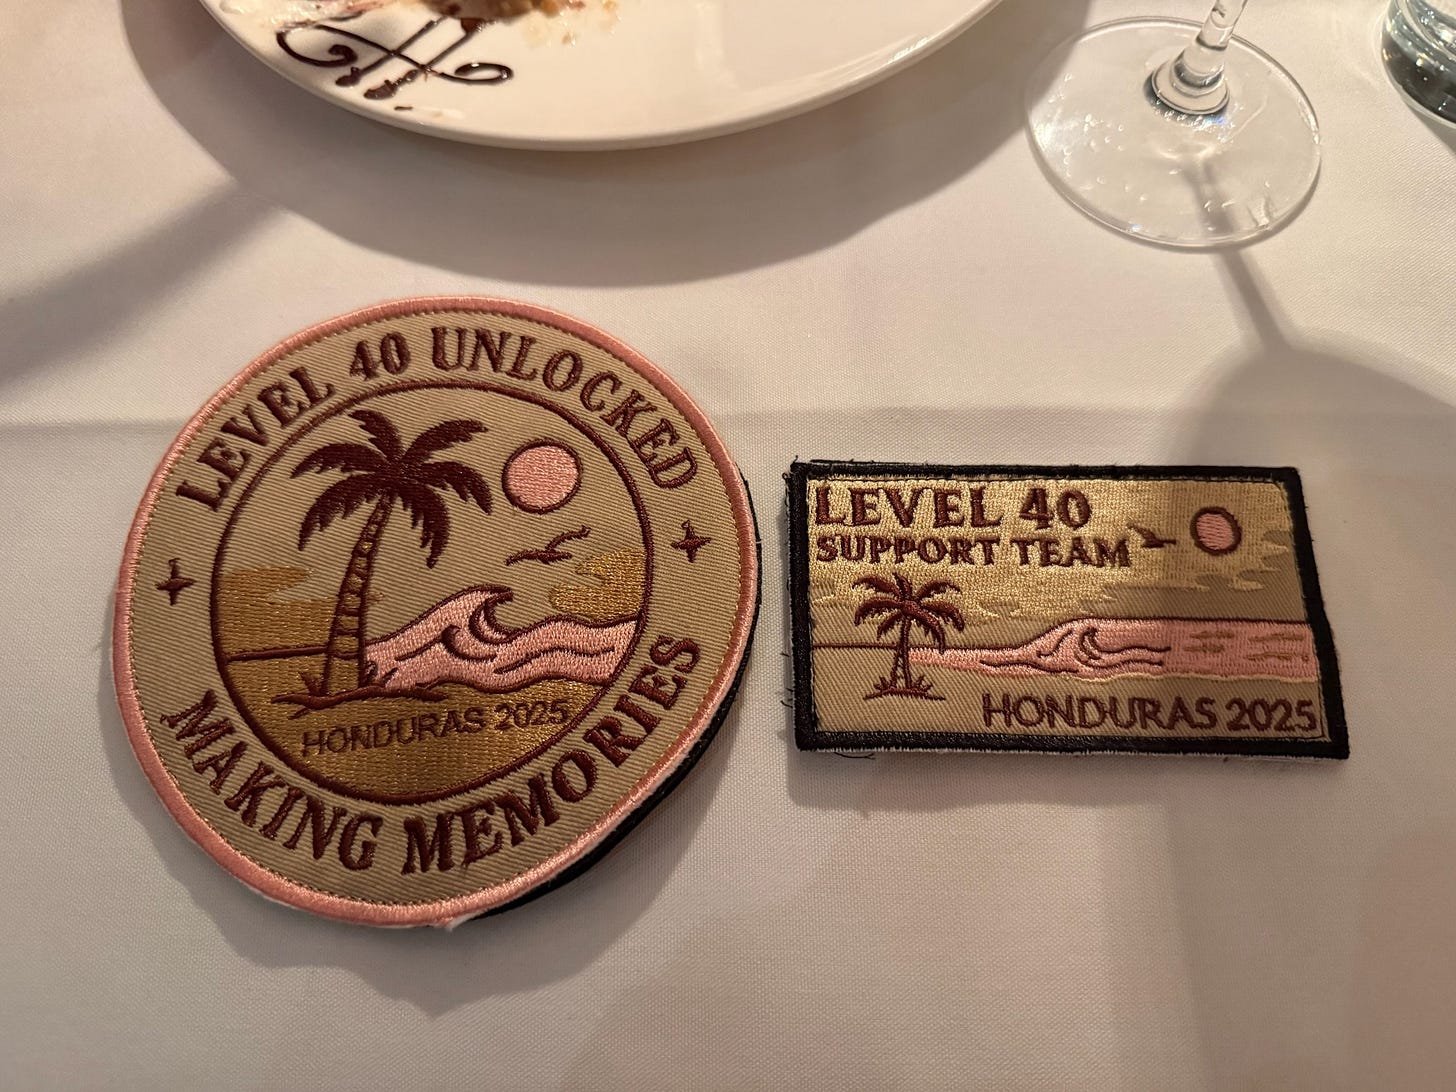 LEVEL 40 UNLOCKED
HONDURAS 2025
MAKING MEMORIES
LEVEL 40
SUPPORT TEAM
HONDURAS 2025